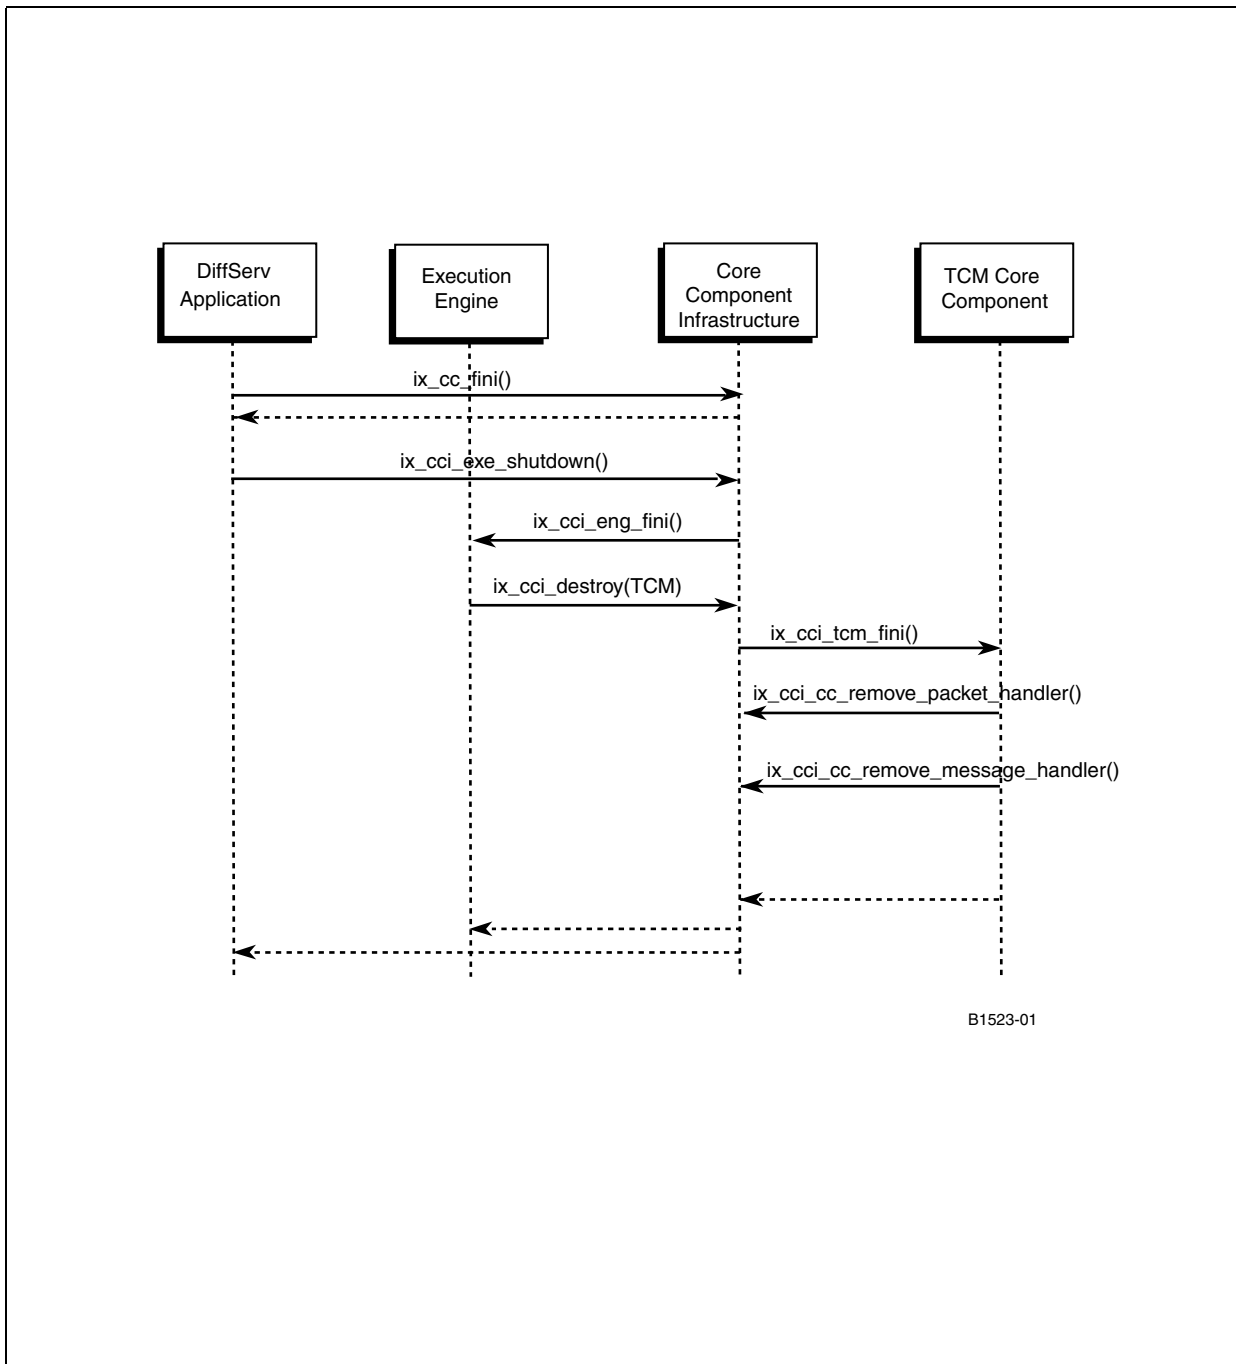 DiffServ
Application
Execution
Engine
Core
Component
Infrastructure
TCM Core
Component
ix_cc_fini()
ix_cci_exe_shutdown()
ix_cci_eng_fini()
ix_cci_destroy(TCM)
ix_cci_tcm_fini()
ix_cci_cc_remove_packet_handler()
ix_cci_cc_remove_message_handler()
B1523-01